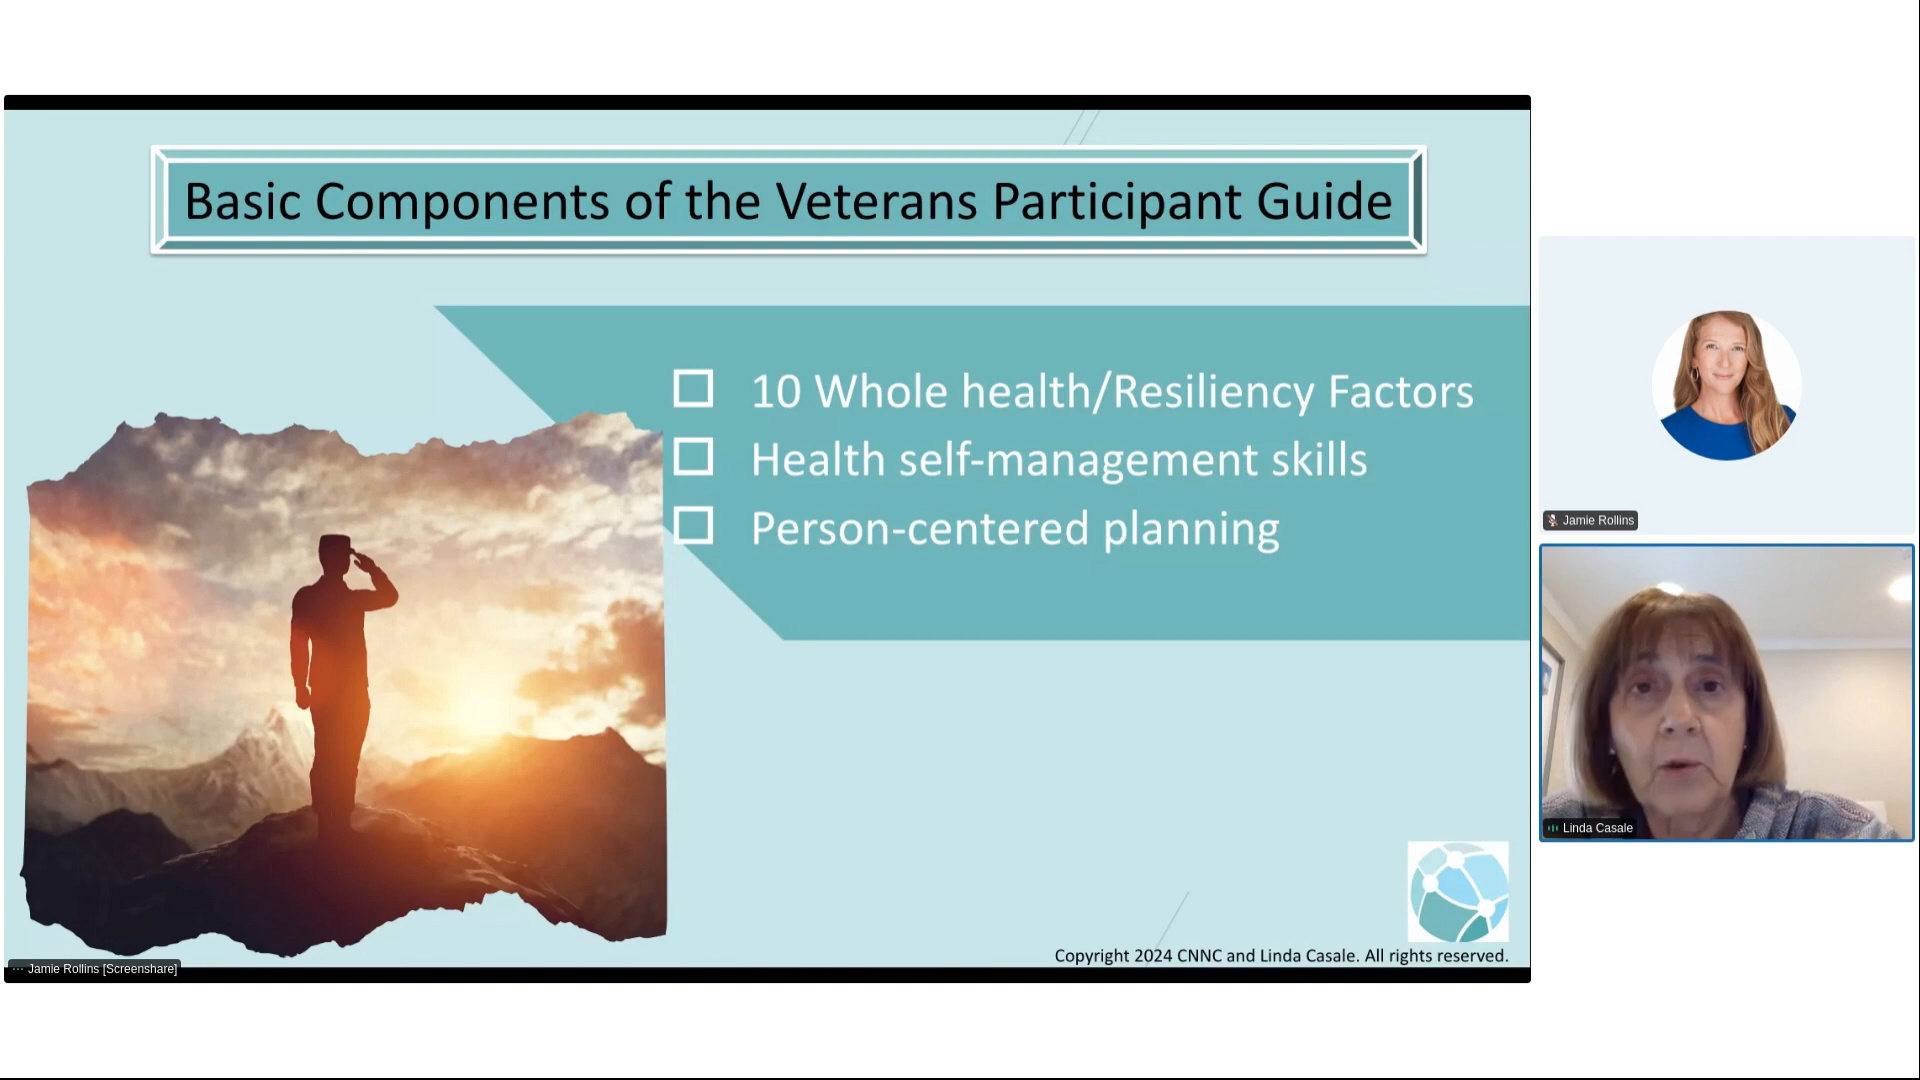 Basic Components of the Veterans Participant Guide
10 Whole health/Resiliency Factors
Health self-management skills
Person-centered planning
Copyright 2024 CNNC and Linda Casale. All rights reserved.
Jamie Rollins [Screenshare]
Jamie Rollins
Linda Casale